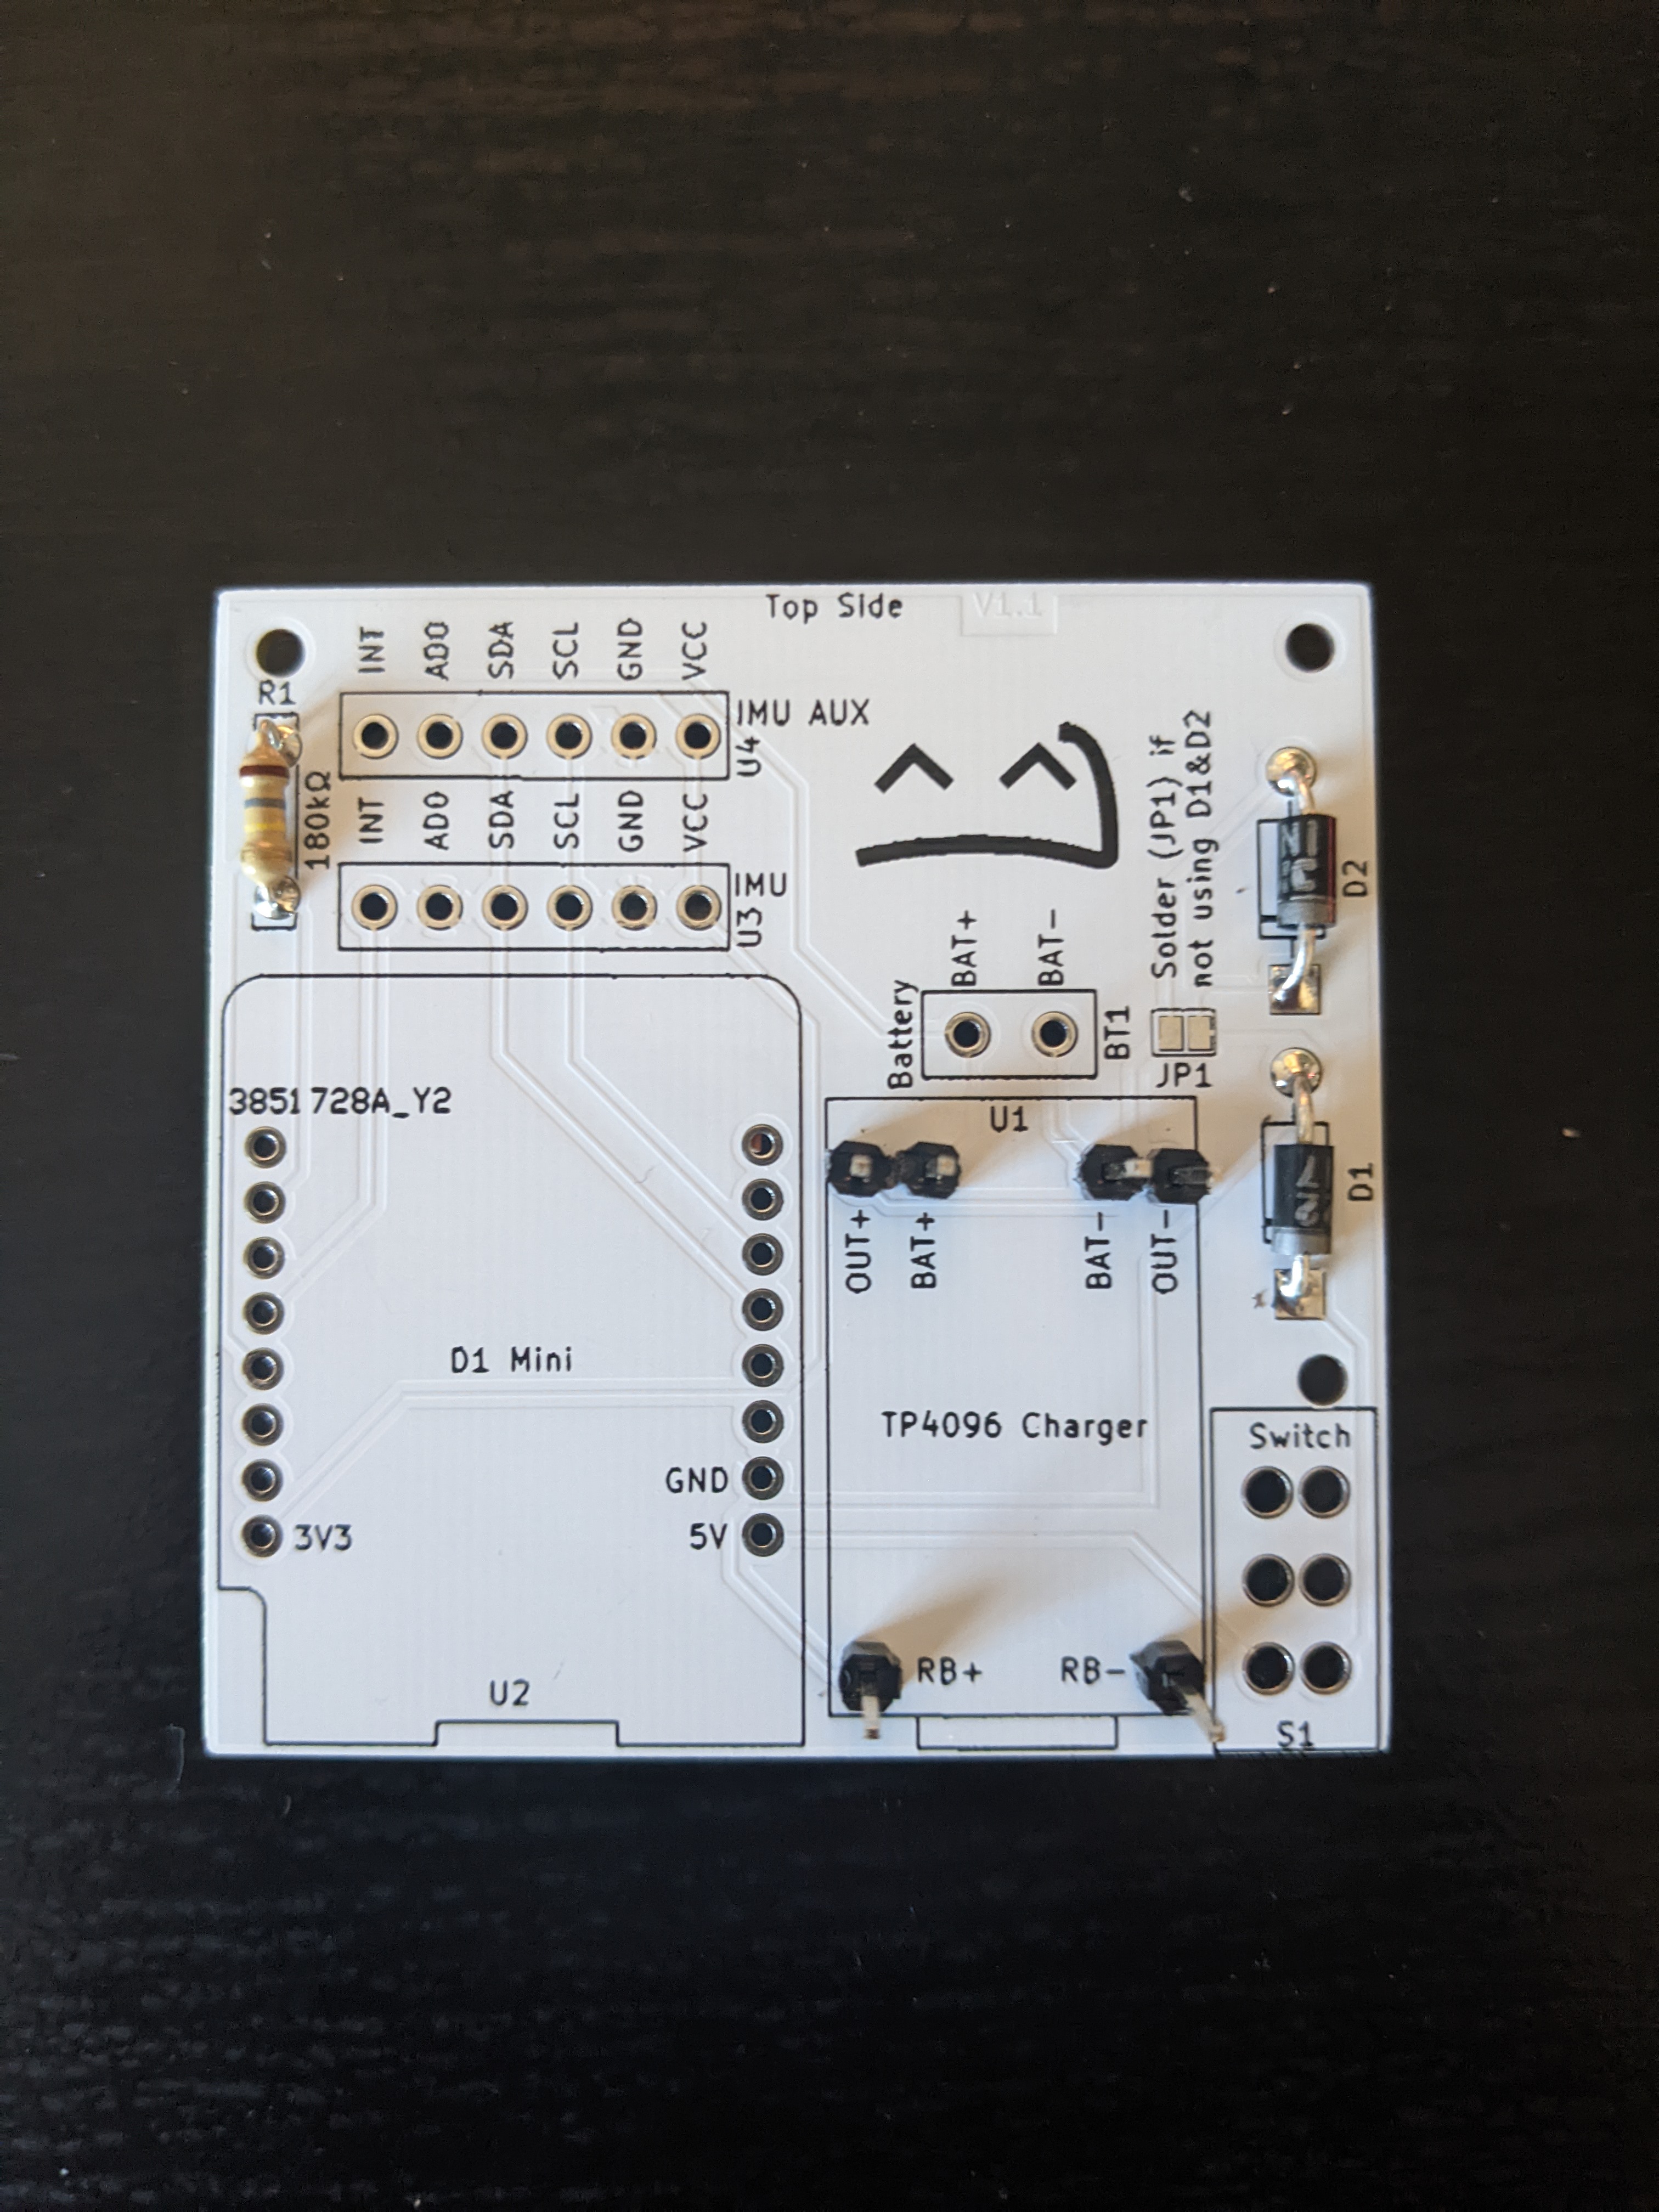 Top Side
V1.1
R1
180kΩ
INT
AD0
SDA
SCL
GND
VCC
IMU AUX
U4
INT
AD0
SDA
SCL
GND
VCC
IMU
U3
Solder (JP1) if
not using D1&D2
D2
Battery
BAT+
BAT-
BT1
JP1
D1
3851728A_Y2
D1 Mini
GND
5V
3V3
U2
U1
OUT+
BAT+
BAT-
OUT-
TP4096 Charger
RB+
RB-
Switch
S1